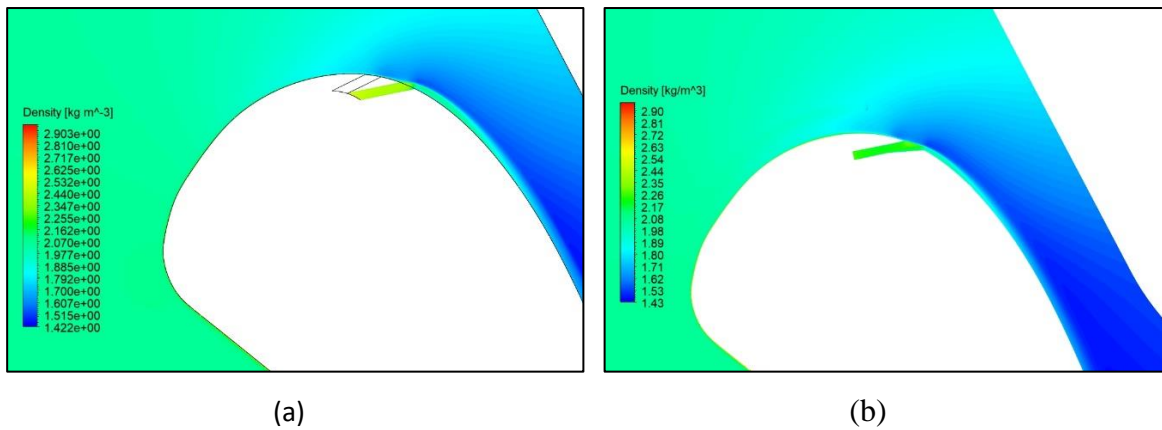 Density [kg m^-3]
2.903e+00
2.810e+00
2.717e+00
2.625e+00
2.532e+00
2.440e+00
2.347e+00
2.255e+00
2.162e+00
2.070e+00
1.977e+00
1.885e+00
1.792e+00
1.700e+00
1.607e+00
1.515e+00
1.422e+00
(a)
Density [kg/m^3]
2.90
2.81
2.72
2.63
2.53
2.44
2.35
2.26
2.17
2.08
1.98
1.89
1.80
1.71
1.62
1.53
1.43
(b)